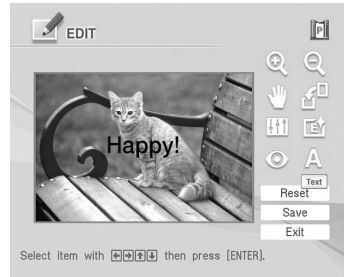 EDIT
P
E
A
Happy!
Text
Reset
Save
Exit
Select item with ←→↑↓ then press [ENTER].